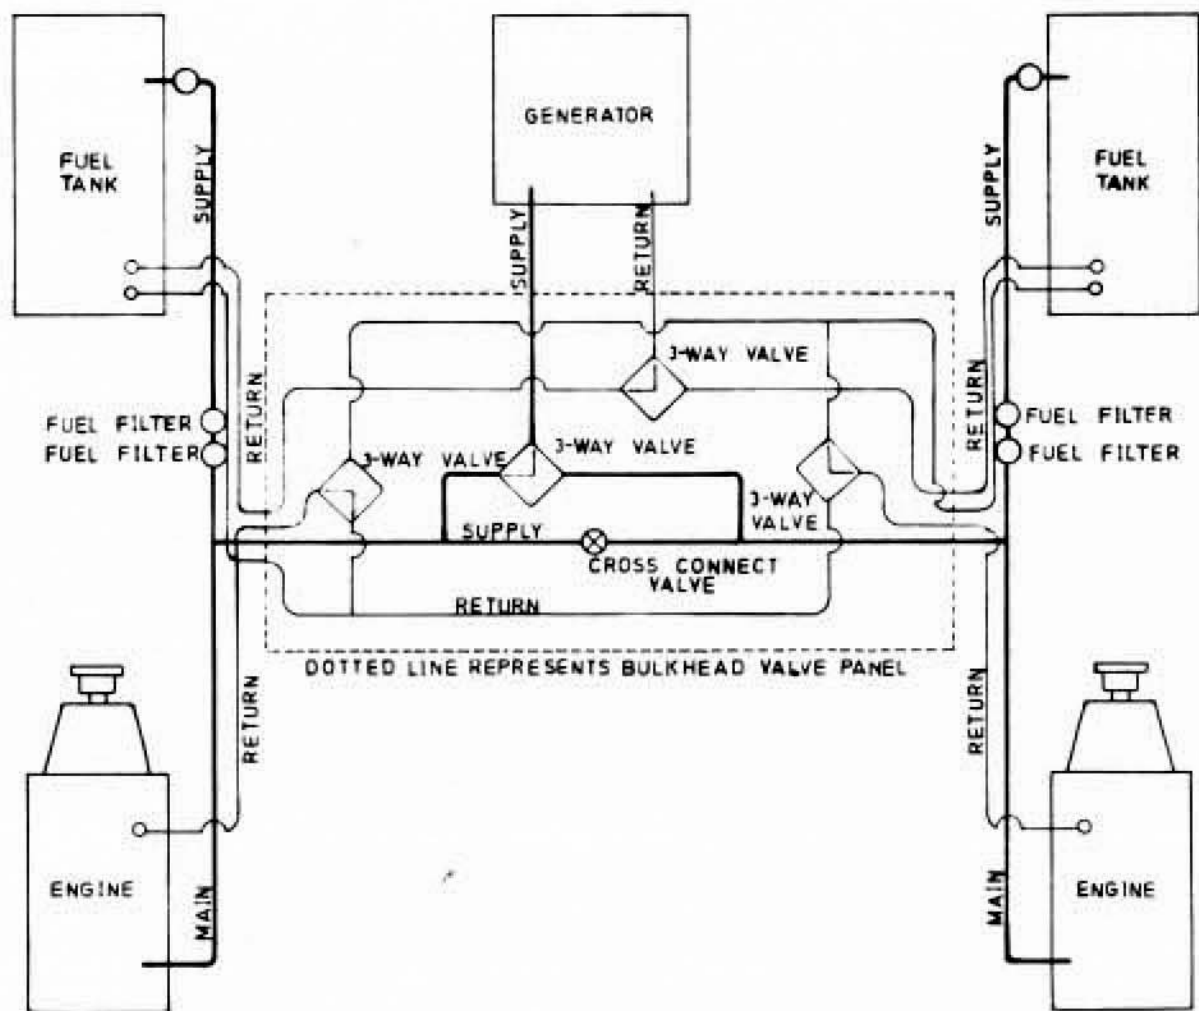 GENERATOR
FUEL
TANK
FUEL
TANK
SUPPLY
SUPPLY
RETURN
SUPPLY
3-WAY VALVE
RETURN
RETURN
FUEL FILTER
FUEL FILTER
FUEL FILTER
FUEL FILTER
3-WAY VALVE
3-WAY VALVE
3-WAY
VALVE
SUPPLY
CROSS CONNECT
VALVE
RETURN
DOTTED LINE REPRESENTS BULKHEAD VALVE PANEL
RETURN
RETURN
ENGINE
MAIN
MAIN
ENGINE